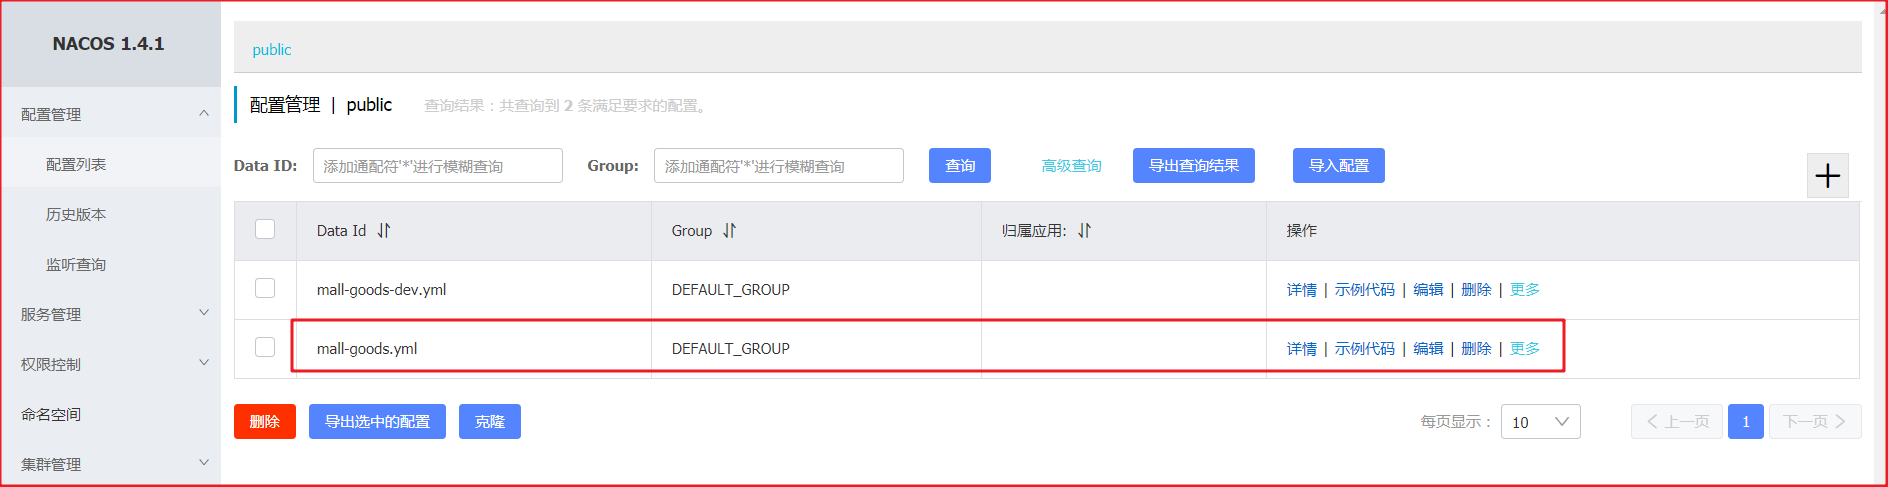 NACOS 1.4.1
public
配置管理
配置管理 | public 查询结果：共查询到 2 条满足要求的配置。
配置列表
Data ID: 添加通配符'*'进行模糊查询 Group: 添加通配符'*'进行模糊查询 查询 高级查询 导出查询结果 导入配置
历史版本
Data Id Group 归属应用: 操作
监听查询
mall-goods-dev.yml DEFAULT_GROUP 详情 | 示例代码 | 编辑 | 删除 | 更多
服务管理
mall-goods.yml DEFAULT_GROUP 详情 | 示例代码 | 编辑 | 删除 | 更多
权限控制
命名空间
删除 导出选中的配置 克隆 每页显示： 10 上一页 1 下一页
集群管理